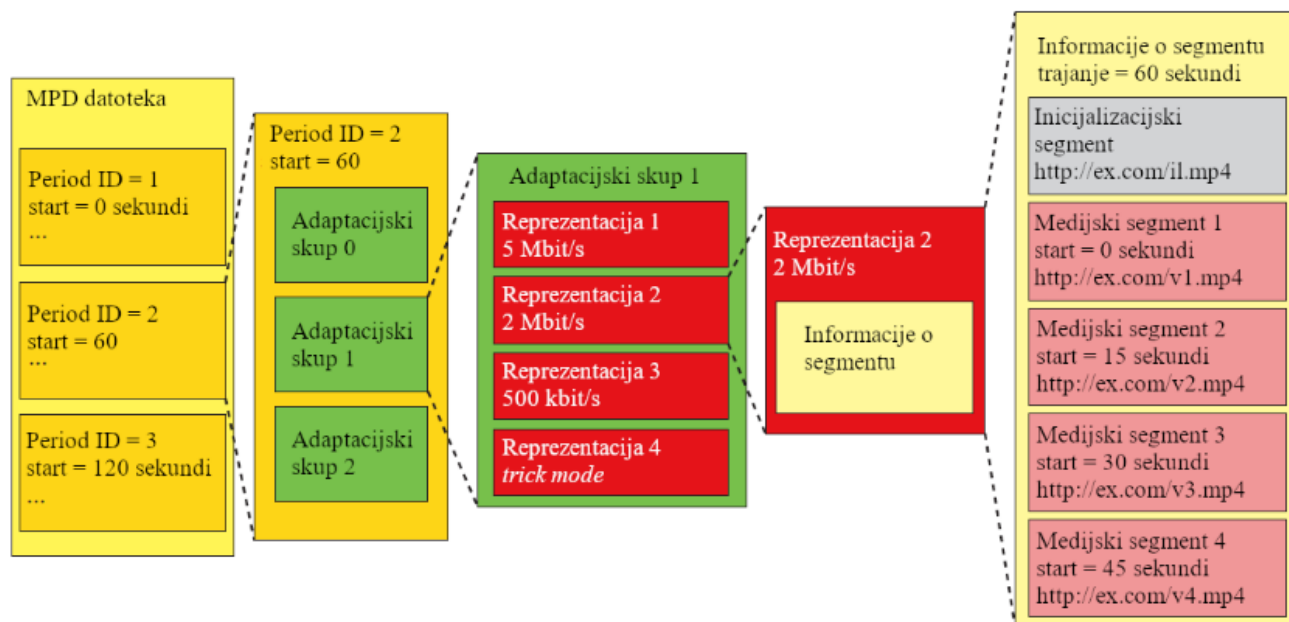 MPD datoteka
Period ID = 1
start = 0 sekundi
...
Period ID = 2
start = 60
...
Period ID = 3
start = 120 sekundi
...
Period ID = 2
start = 60
Adaptacijski
skup 0
Adaptacijski
skup 1
Adaptacijski
skup 2
Adaptacijski skup 1
Reprezentacija 1
5 Mbit/s
Reprezentacija 2
2 Mbit/s
Reprezentacija 3
500 kbit/s
Reprezentacija 4
trick mode
Reprezentacija 2
2 Mbit/s
Informacije o
segmentu
Informacije o segmentu
trajanje = 60 sekundi
Inicijalizacijski
segment
http://ex.com/il.mp4
Medijski segment 1
start = 0 sekundi
http://ex.com/v1.mp4
Medijski segment 2
start = 15 sekundi
http://ex.com/v2.mp4
Medijski segment 3
start = 30 sekundi
http://ex.com/v3.mp4
Medijski segment 4
start = 45 sekundi
http://ex.com/v4.mp4